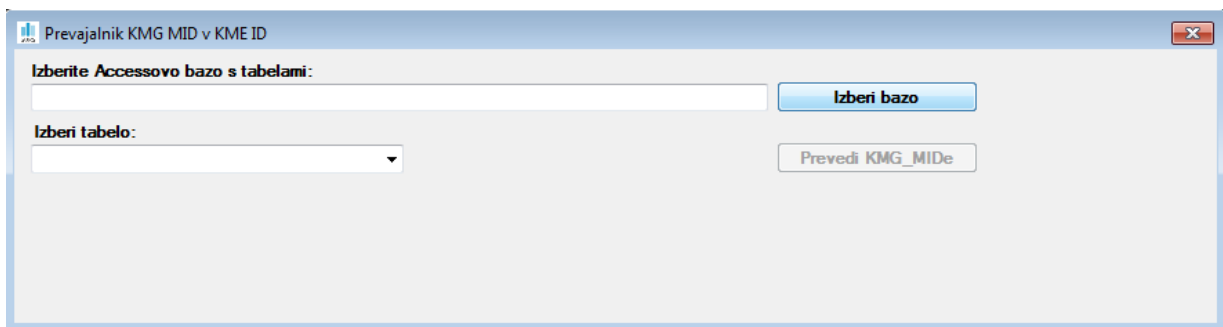 Prevajalnik KMG MID v KME ID
Izberite Accessovo bazo s tabelami:
Izberi bazo
Izberi tabelo:
Prevedi KMG_MIDe